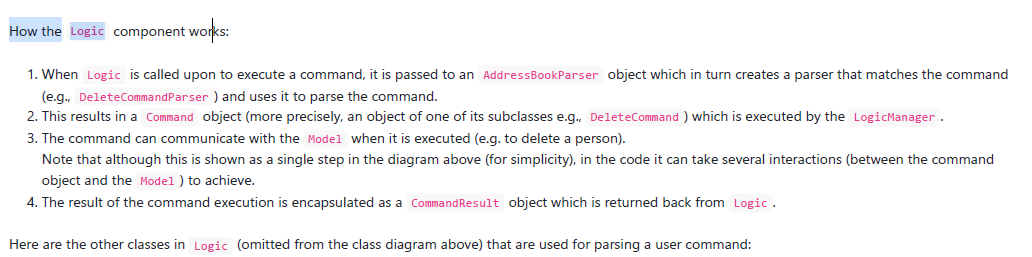 How the Logic component works:
1. When Logic is called upon to execute a command, it is passed to an AddressBookParser object which in turn creates a parser that matches the command
(e.g., DeleteCommandParser ) and uses it to parse the command.
2. This results in a Command object (more precisely, an object of one of its subclasses e.g., DeleteCommand ) which is executed by the LogicManager .
3. The command can communicate with the Model when it is executed (e.g. to delete a person).
Note that although this is shown as a single step in the diagram above (for simplicity), in the code it can take several interactions (between the command
object and the Model ) to achieve.
4. The result of the command execution is encapsulated as a CommandResult object which is returned back from Logic .
Here are the other classes in Logic (omitted from the class diagram above) that are used for parsing a user command: